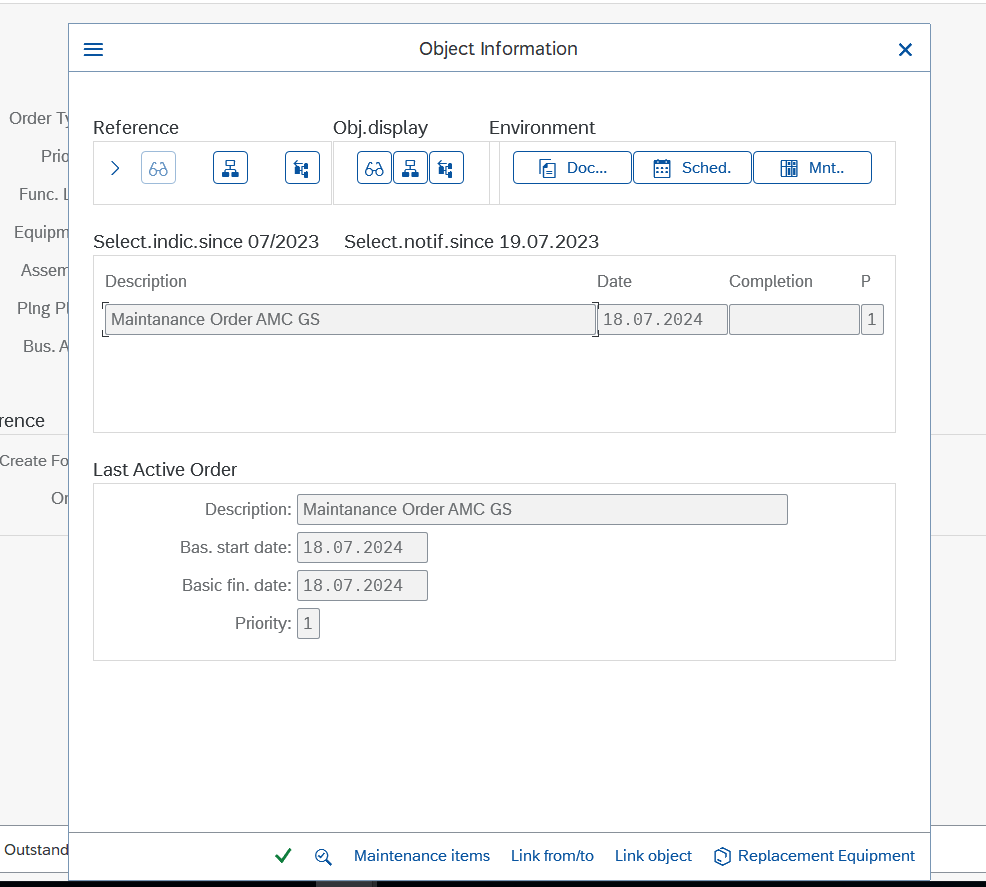 Object Information
Order Ty
Prio
Func. L
Equipm
Assem
Plng Pl
Bus. A
rence
Create Fo
Or
Outstand
Reference Obj.display Environment
Doc... Sched. Mnt..
Select.indic.since 07/2023 Select.notif.since 19.07.2023
Description Date Completion P
Maintanance Order AMC GS 18.07.2024 1
Last Active Order
Description: Maintanance Order AMC GS
Bas. start date: 18.07.2024
Basic fin. date: 18.07.2024
Priority: 1
Maintenance items Link from/to Link object Replacement Equipment